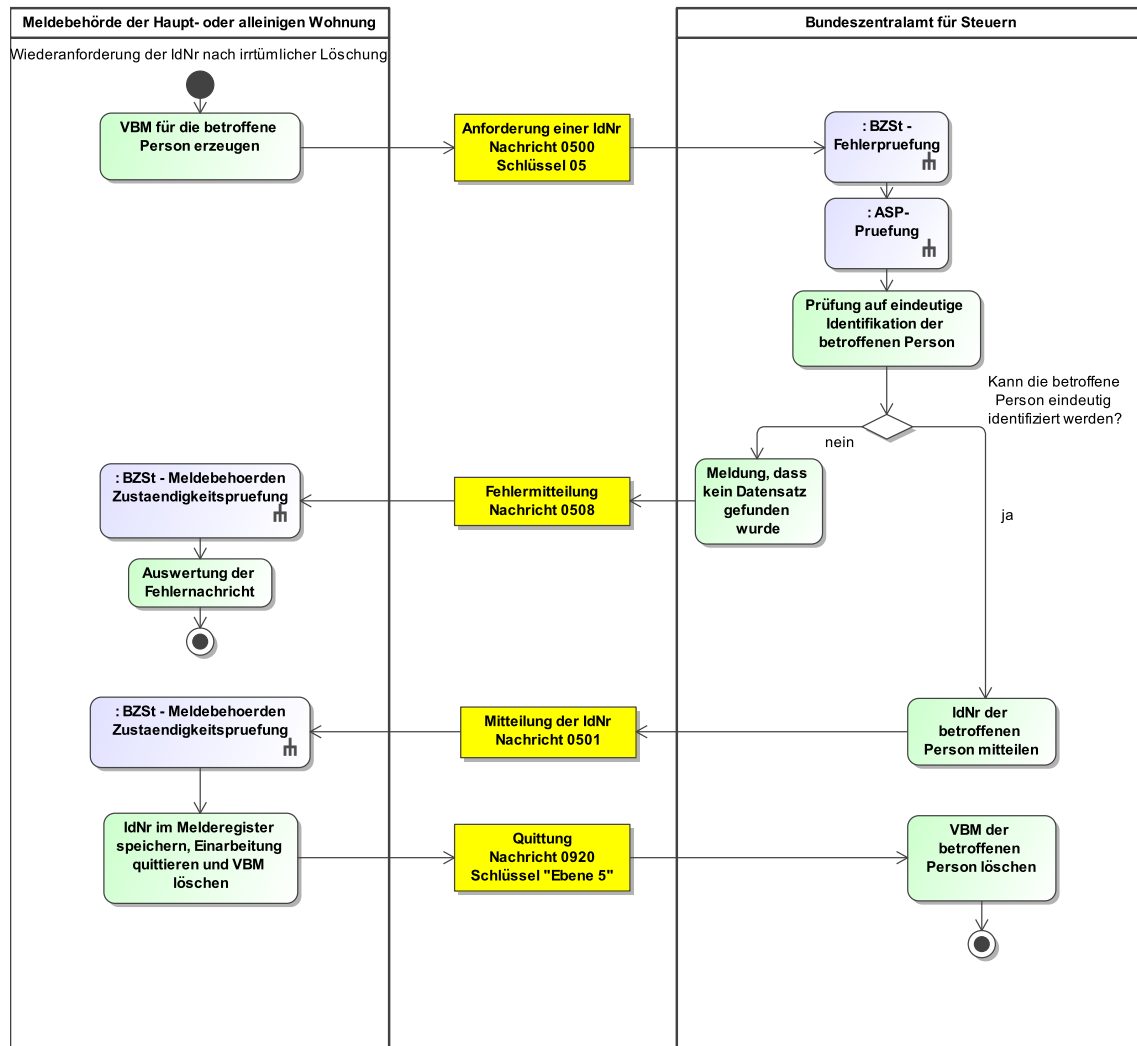 Meldebehörde der Haupt- oder alleinigen Wohnung
Bundeszentralamt für Steuern
Wiederanforderung der IdNr nach irrtümlicher Löschung
VBM für die betroffene
Person erzeugen
Anforderung einer IdNr
Nachricht 0500
Schlüssel 05
: BZSt -
Fehlerpruefung
: ASP-
Pruefung
Prüfung auf eindeutige
Identifikation der
betroffenen Person
Kann die betroffene
Person eindeutig
identifiziert werden?
nein
ja
Meldung, dass
kein Datensatz
gefunden
wurde
Fehlermitteilung
Nachricht 0508
: BZSt - Meldebehoerden
Zustaendigkeitspruefung
Auswertung der
Fehlernachricht
IdNr der
betroffenen
Person mitteilen
Mitteilung der IdNr
Nachricht 0501
: BZSt - Meldebehoerden
Zustaendigkeitspruefung
IdNr im Melderegister
speichern, Einarbeitung
quittieren und VBM
löschen
Quittung
Nachricht 0920
Schlüssel "Ebene 5"
VBM der
betroffenen
Person löschen